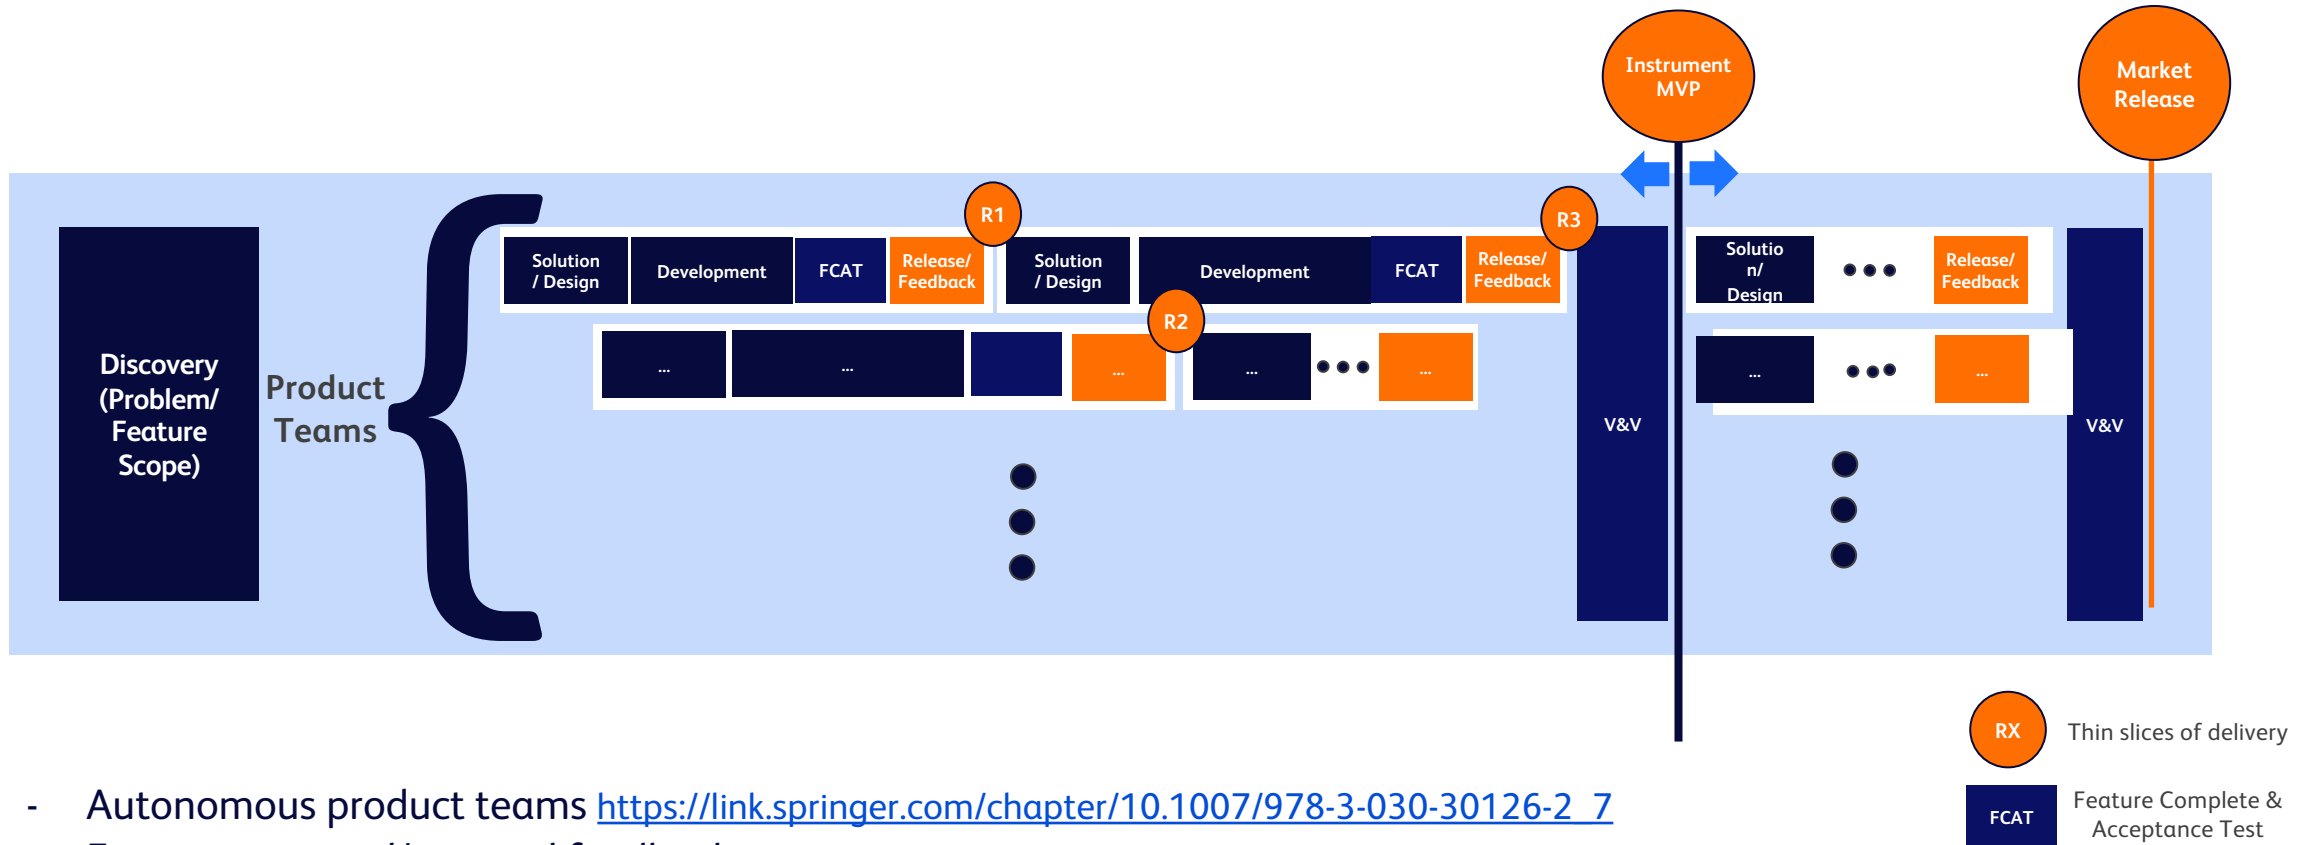 Instrument
MVP
Market
Release
R1
R3
Solution
/ Design
Development
FCAT
Release/
Feedback
Solution
/ Design
Development
FCAT
Release/
Feedback
Solutio
n/
Design
Release/
Feedback
R2
...
...
...
...
...
...
...
Discovery
(Problem/
Feature
Scope)
Product
Teams
V&V
V&V
RX
Thin slices of delivery
FCAT
Feature Complete &
Acceptance Test
- Autonomous product teams https://link.springer.com/chapter/10.1007/978-3-030-30126-2_7